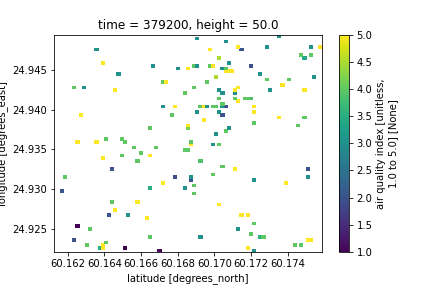 time = 379200, height = 50.0
24.945
24.940
24.935
24.930
24.925
[degrees_east]
60.162 60.164 60.166 60.168 60.170 60.172 60.174
latitude [degrees_north]
5.0
4.5
4.0
3.5
3.0
2.5
2.0
1.5
1.0
air quality index [unitless,
1.0 to 5.0] [None]